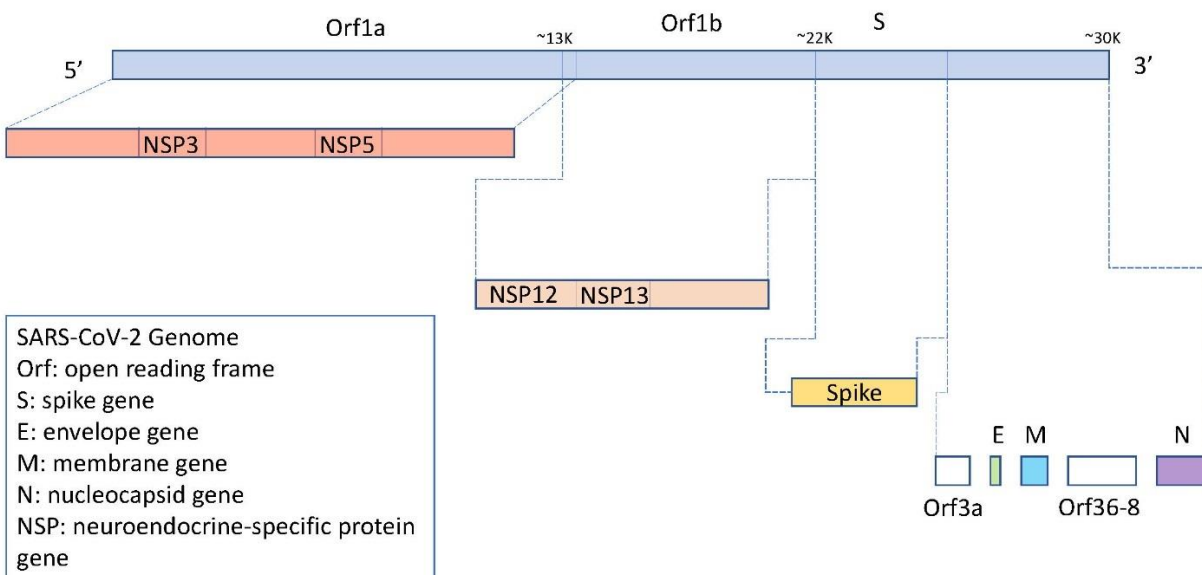 Orf1a
Orf1b
S
~13K
~22K
~30K
5’
3’
NSP3
NSP5
NSP12
NSP13
Spike
E
M
N
Orf3a
Orf36-8
SARS-CoV-2 Genome
Orf: open reading frame
S: spike gene
E: envelope gene
M: membrane gene
N: nucleocapsid gene
NSP: neuroendocrine-specific protein
gene